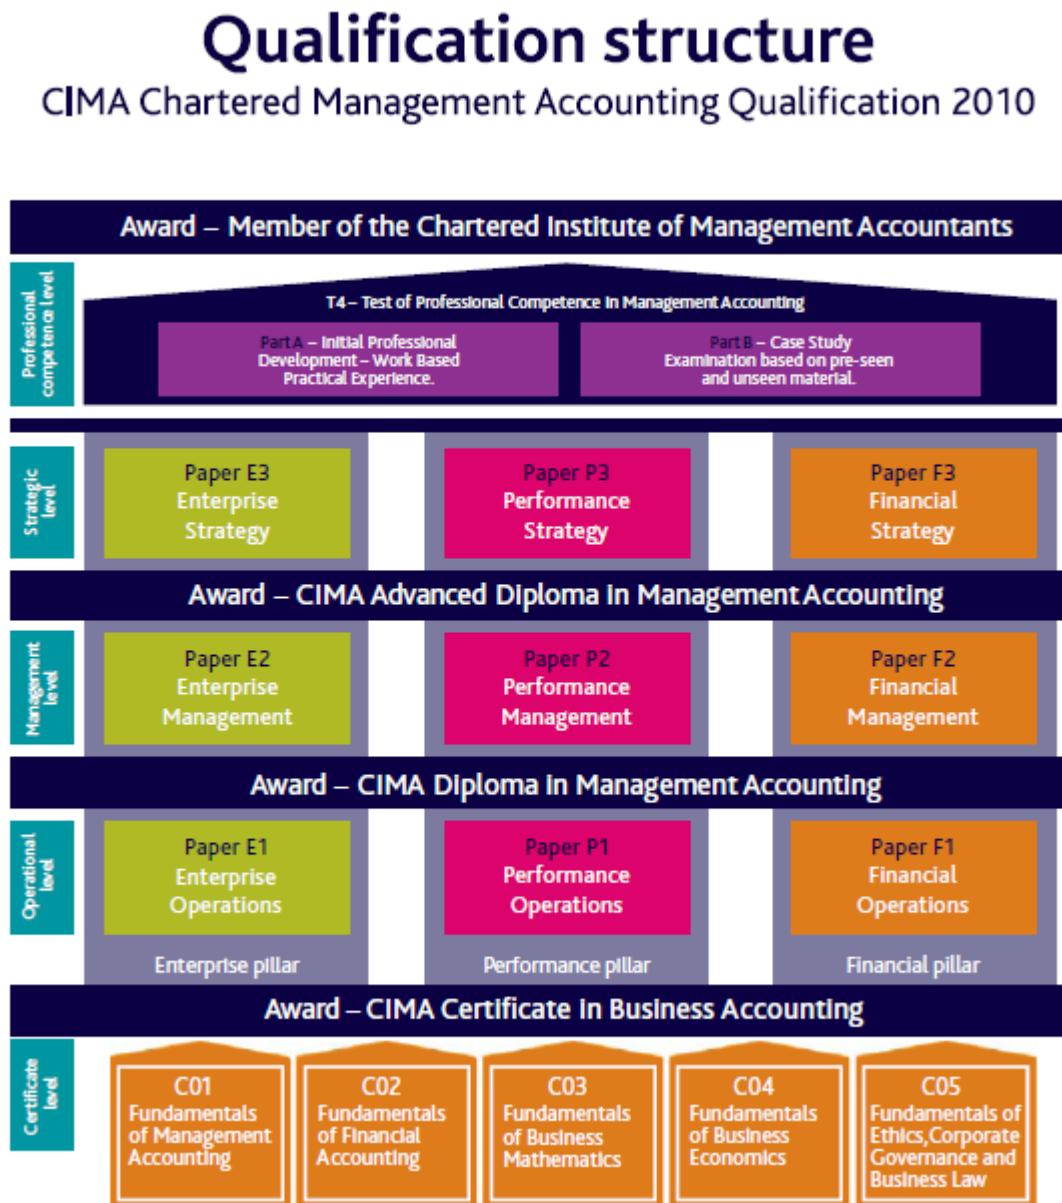 Qualification structure
CIMA Chartered Management Accounting Qualification 2010
Award – Member of the Chartered Institute of Management Accountants
Professional
competence level
T4 – Test of Professional Competence in Management Accounting
Part A – Initial Professional
Development – Work Based
Practical Experience.
Part B – Case Study
Examination based on pre-seen
and unseen material.
Strategic
level
Paper E3
Enterprise
Strategy
Paper P3
Performance
Strategy
Paper F3
Financial
Strategy
Award – CIMA Advanced Diploma in Management Accounting
Management
level
Paper E2
Enterprise
Management
Paper P2
Performance
Management
Paper F2
Financial
Management
Award – CIMA Diploma in Management Accounting
Operational
level
Paper E1
Enterprise
Operations
Paper P1
Performance
Operations
Paper F1
Financial
Operations
Enterprise pillar
Performance pillar
Financial pillar
Award – CIMA Certificate in Business Accounting
Certificate
level
C01
Fundamentals
of Management
Accounting
C02
Fundamentals
of Financial
Accounting
C03
Fundamentals
of Business
Mathematics
C04
Fundamentals
of Business
Economics
C05
Fundamentals of
Ethics, Corporate
Governance and
Business Law